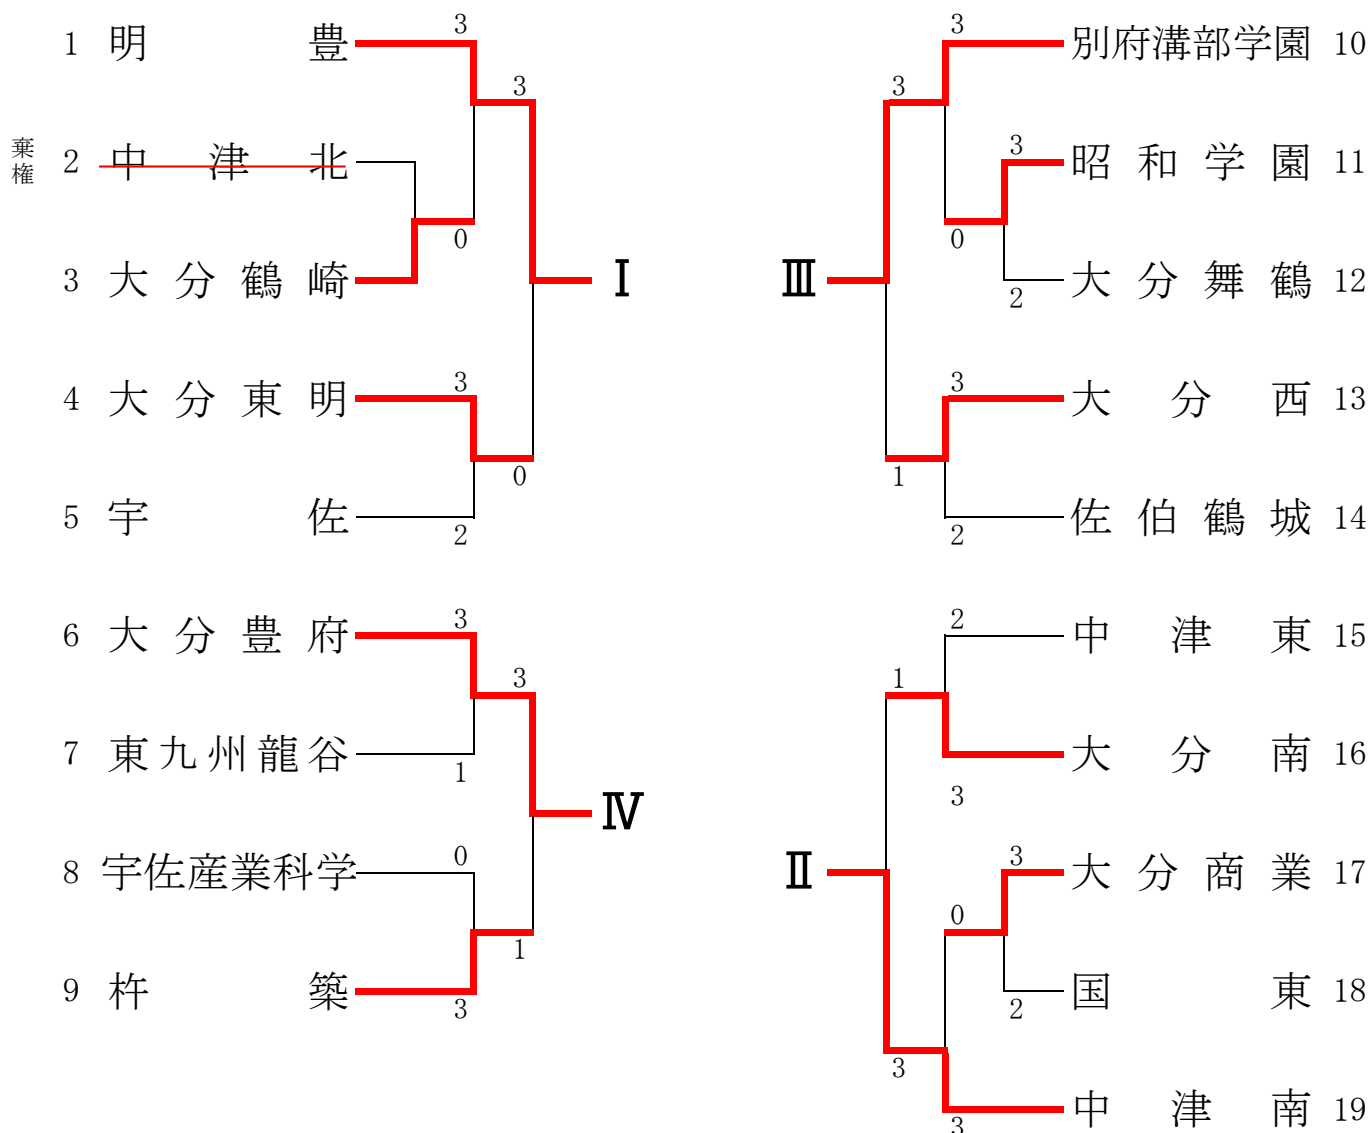 1 明豊 3
3
棄権 2 中津北
0
3 大分鶴崎
Ⅰ
4 大分東明 3
0
5 宇佐 2
6 大分豊府 3
3
7 東九州龍谷 1
Ⅳ
8 宇佐産業科学 0
1
9 杵築 3
3 別府溝部学園 10
3
3 昭和学園 11
0
2 大分舞鶴 12
Ⅲ
3 大分西 13
1
2 佐伯鶴城 14
2 中津東 15
1
3 大分南 16
Ⅱ
3 大分商業 17
0
2 国東 18
3
3 中津南 19